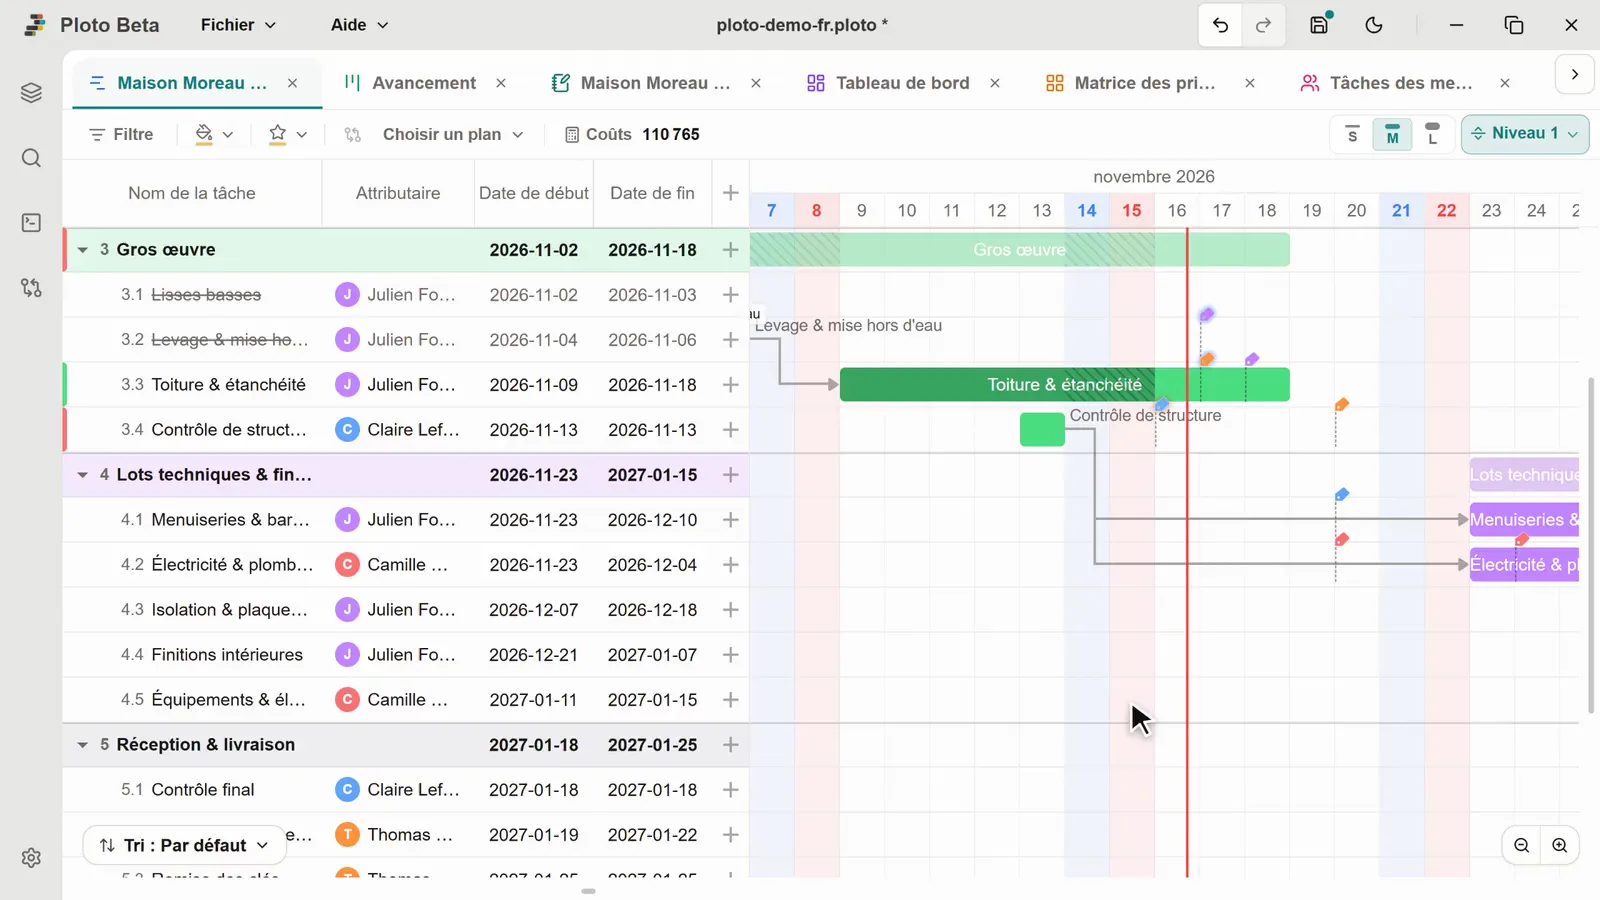 Ploto Beta Fichier Aide ploto-demo-fr.ploto *
Maison Moreau ... Avancement Maison Moreau ... Tableau de bord Matrice des pri... Tâches des me...
Filtre Choisir un plan Coûts 110 765 S M L Niveau 1
novembre 2026
Nom de la tâche Attributaire Date de début Date de fin
7 8 9 10 11 12 13 14 15 16 17 18 19 20 21 22 23 24 2
3 Gros œuvre 2026-11-02 2026-11-18 Gros œuvre
3.1 Lisses basses J Julien Fo... 2026-11-02 2026-11-03
3.2 Levage & mise ho... J Julien Fo... 2026-11-04 2026-11-06 au Levage & mise hors d'eau
3.3 Toiture & étanchéité J Julien Fo... 2026-11-09 2026-11-18 Toiture & étanchéité
3.4 Contrôle de struct... C Claire Lef... 2026-11-13 2026-11-13 Contrôle de structure
4 Lots techniques & fin... 2026-11-23 2027-01-15 Lots technique
4.1 Menuiseries & bar... J Julien Fo... 2026-11-23 2026-12-10 Menuiseries &
4.2 Électricité & plomb... C Camille ... 2026-11-23 2026-12-04 Électricité & pl
4.3 Isolation & plaque... J Julien Fo... 2026-12-07 2026-12-18
4.4 Finitions intérieures J Julien Fo... 2026-12-21 2027-01-07
4.5 Équipements & él... C Camille ... 2027-01-11 2027-01-15
5 Réception & livraison 2027-01-18 2027-01-25
5.1 Contrôle final C Claire Lef... 2027-01-18 2027-01-18
e... T Thomas ... 2027-01-19 2027-01-22
Tri : Par défaut